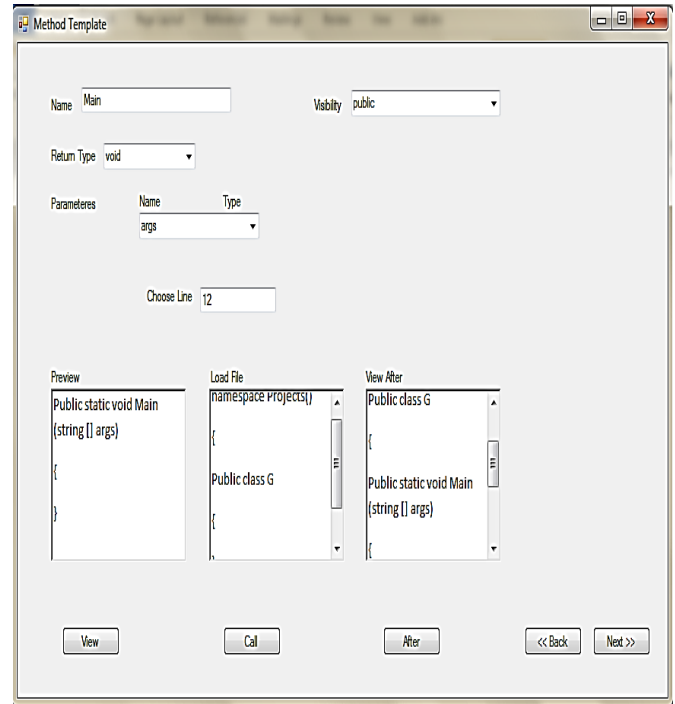 Method Template
Name Main Visbility public
Return Type void
Parameteres Name Type
args
Choose Line 12
Preview Load File View After
Public static void Main
(string [] args)
{
}
namespace Projects()
{
Public class G
{
Public class G
{
Public static void Main
(string [] args)
{
View Call After << Back Next >>